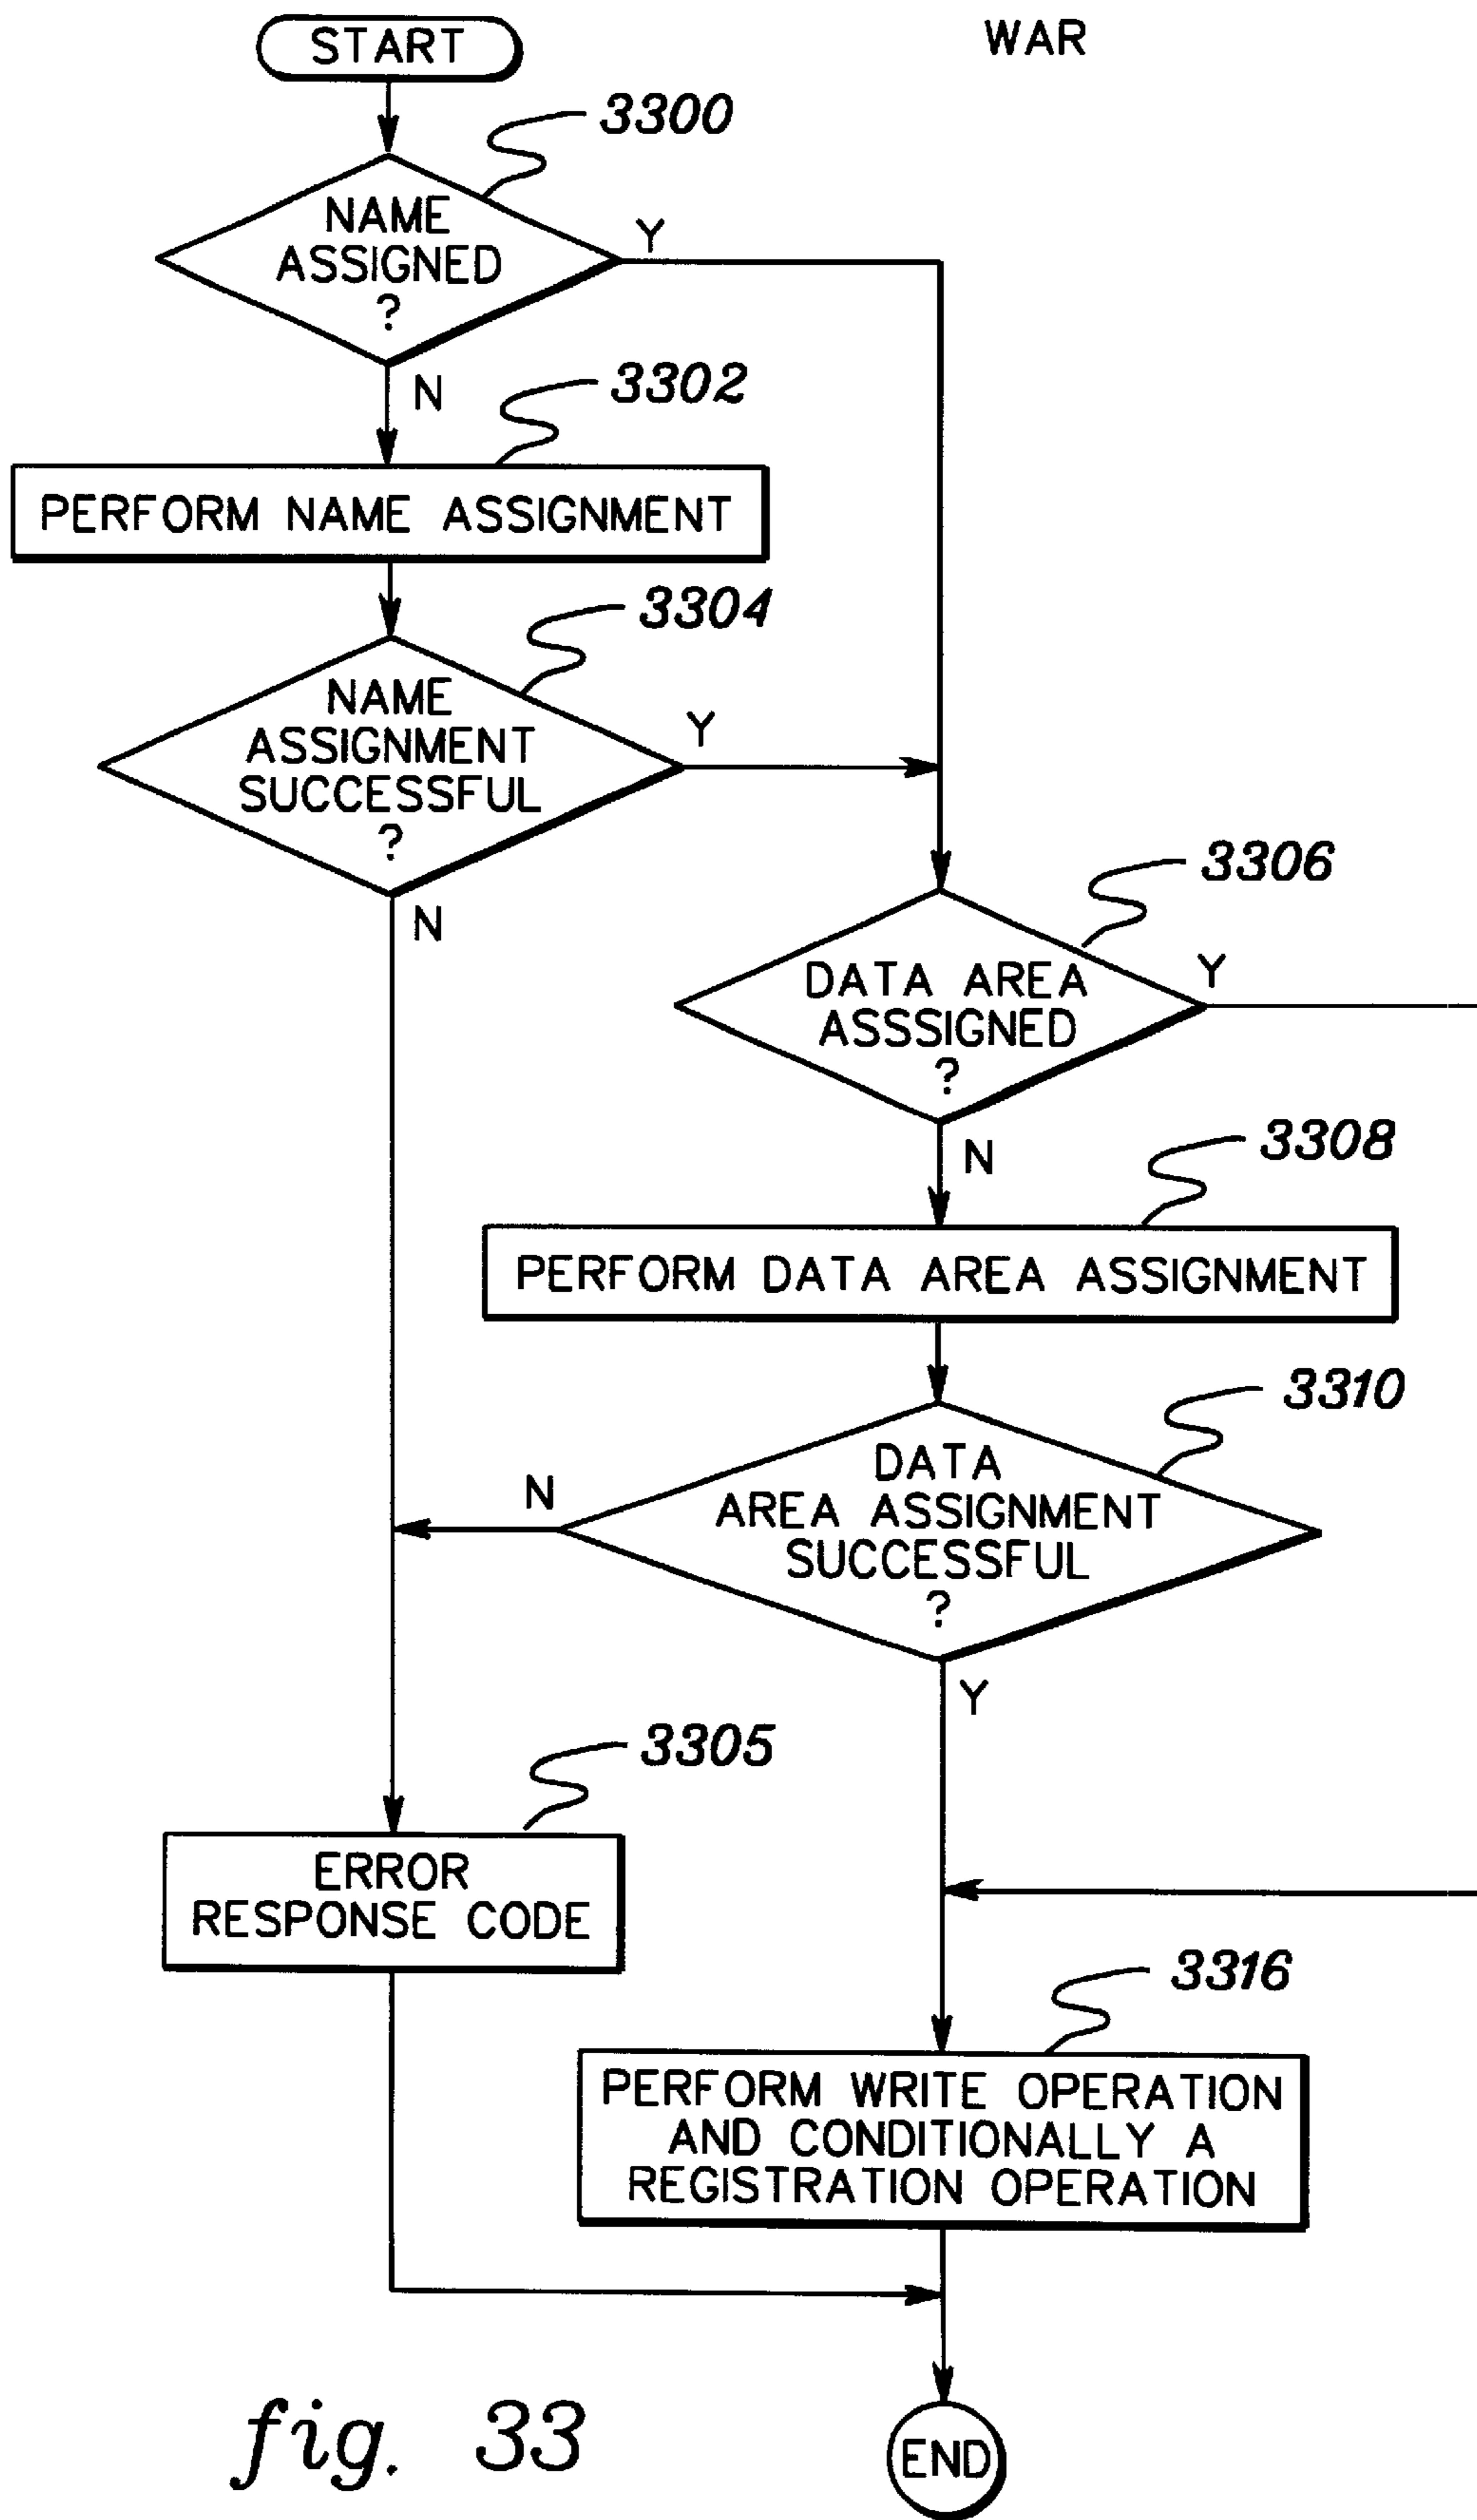 START
WAR
3300
NAME
ASSIGNED
?
Y
N
3302
PERFORM NAME ASSIGNMENT
3304
NAME
ASSIGNMENT
SUCCESSFUL
?
Y
N
3306
DATA AREA
ASSSIGNED
?
Y
N
3308
PERFORM DATA AREA ASSIGNMENT
3310
DATA
AREA ASSIGNMENT
SUCCESSFUL
?
N
Y
3305
ERROR
RESPONSE CODE
3316
PERFORM WRITE OPERATION
AND CONDITIONALLY A
REGISTRATION OPERATION
END
fig. 33